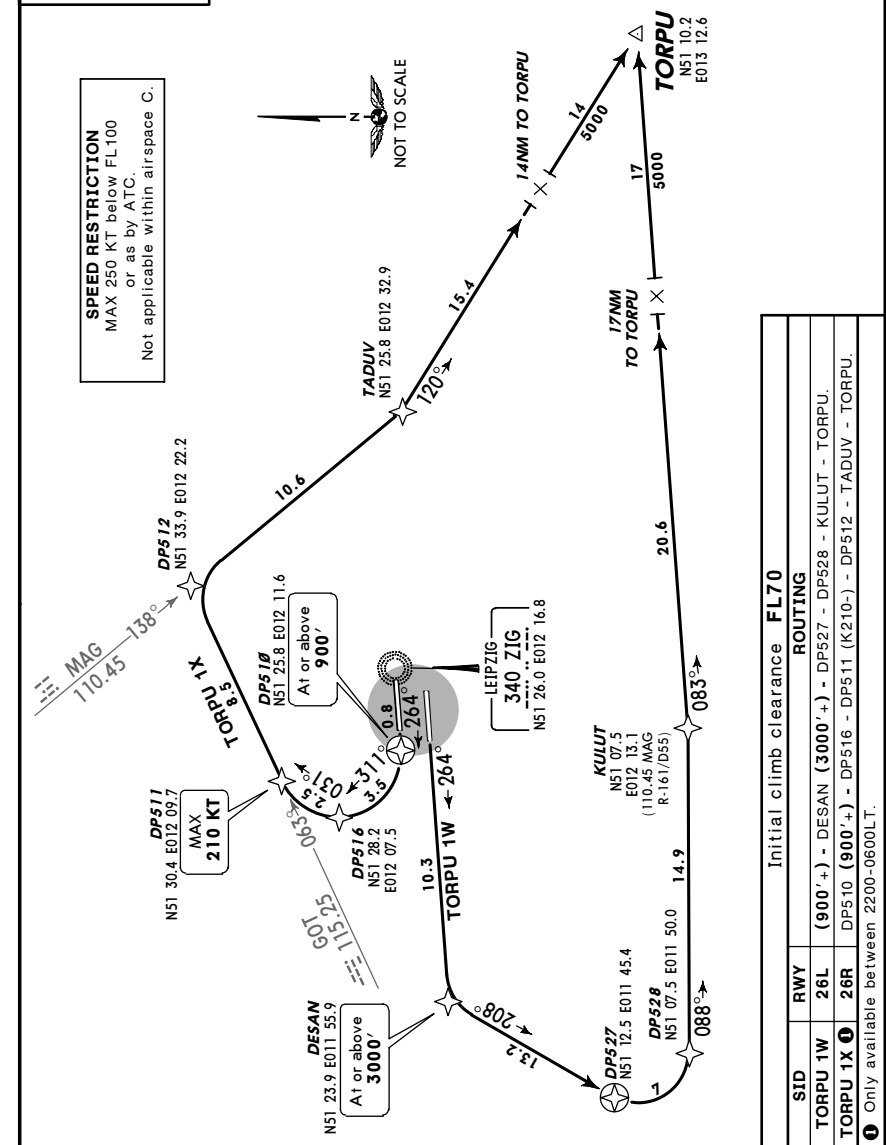 SPEED RESTRICTION
MAX 250 KT below FL100
or as by ATC.
Not applicable within airspace C.
N
NOT TO SCALE
MAG
110.45
138°
DP512
N51 33.9 E012 22.2
TORPU 1X
8.5
10.6
TADUV
N51 25.8 E012 32.9
120°
15.4
14NM TO TORPU
14
5000
TORPU
N51 10.2
E013 12.6
17
5000
17NM
TO TORPU
20.6
DP511
N51 30.4 E012 09.7
MAX
210 KT
GOT
115.25
063°
2.5
031°
DP516
N51 28.2
E012 07.5
3.5
311°
DP510
N51 25.8 E012 11.6
At or above
900'
0.8
264°
LEIPZIG
340 ZIG
N51 26.0 E012 16.8
264°
10.3
TORPU 1W
DESAN
N51 23.9 E011 55.9
At or above
3000'
208°
13.2
DP527
N51 12.5 E011 45.4
7
DP528
N51 07.5 E011 50.0
088°
14.9
KULUT
N51 07.5
E012 13.1
(110.45 MAG
R-161/D55)
083°
Initial climb clearance FL70
SID RWY ROUTING
TORPU 1W 26L (900'+) - DESAN (3000'+) - DP527 - DP528 - KULUT - TORPU.
TORPU 1X ❶ 26R DP510 (900'+) - DP516 - DP511 (K210-) - DP512 - TADUV - TORPU.
❶ Only available between 2200-0600LT.